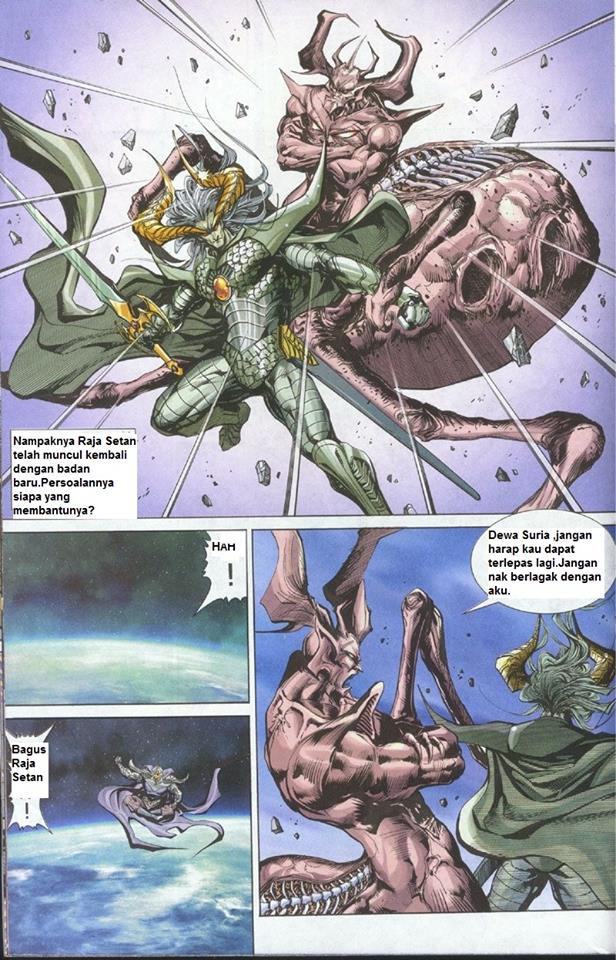 Nampaknya Raja Setan
telah muncul kembali
dengan badan
baru.Persoalannya
siapa yang
membantunya?
HAH
!
Dewa Suria ,jangan
harap kau dapat
terlepas lagi.Jangan
nak berlagak dengan
aku.
Bagus
Raja
Setan
!